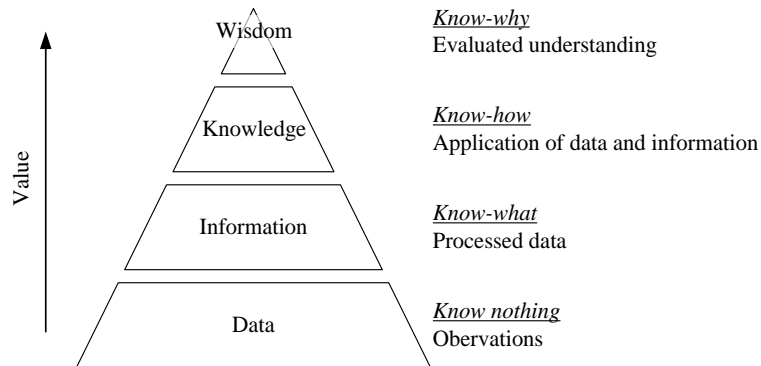 Wisdom
Know-why
Evaluated understanding
Knowledge
Know-how
Application of data and information
Value
Information
Know-what
Processed data
Data
Know nothing
Obervations